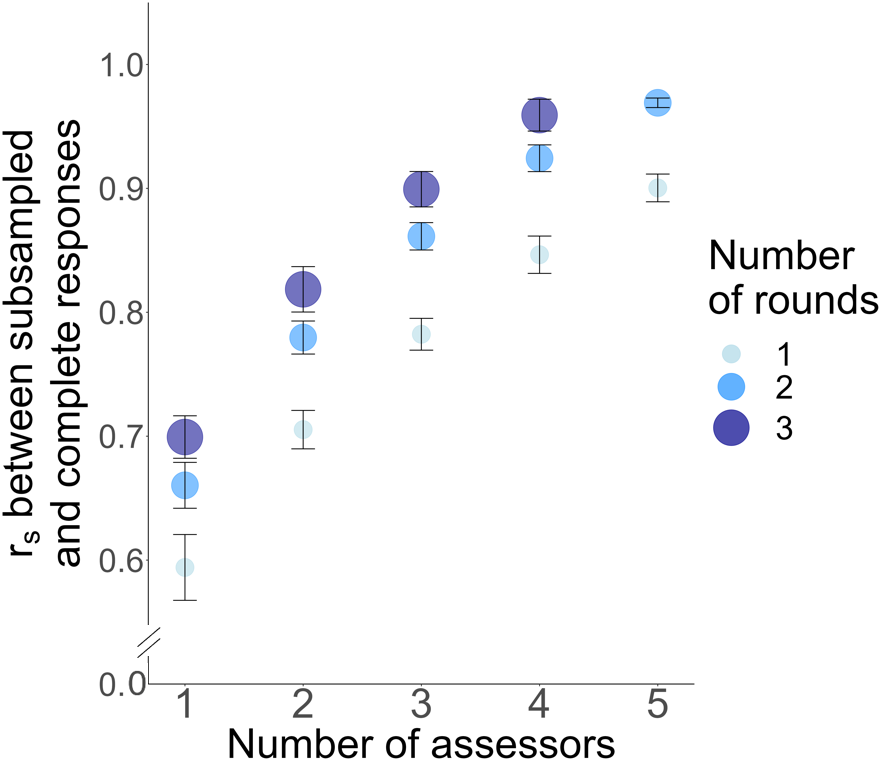 r_s between subsampled
and complete responses
1.0
0.9
0.8
0.7
0.6
0.0
1 2 3 4 5
Number of assessors
Number
of rounds
1
2
3